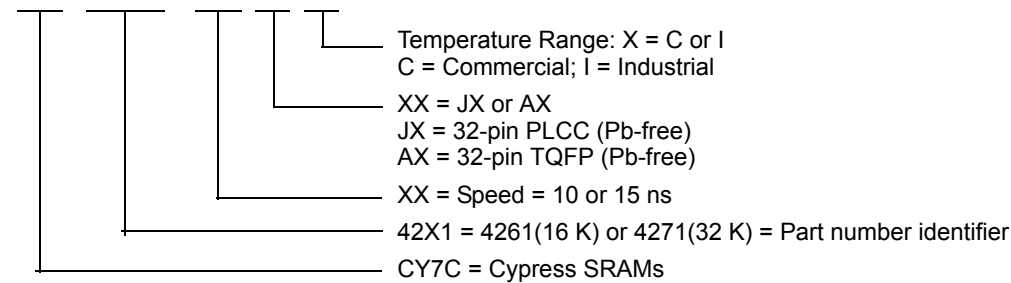 Temperature Range: X = C or I
C = Commercial; I = Industrial
XX = JX or AX
JX = 32-pin PLCC (Pb-free)
AX = 32-pin TQFP (Pb-free)
XX = Speed = 10 or 15 ns
42X1 = 4261(16 K) or 4271(32 K) = Part number identifier
CY7C = Cypress SRAMs